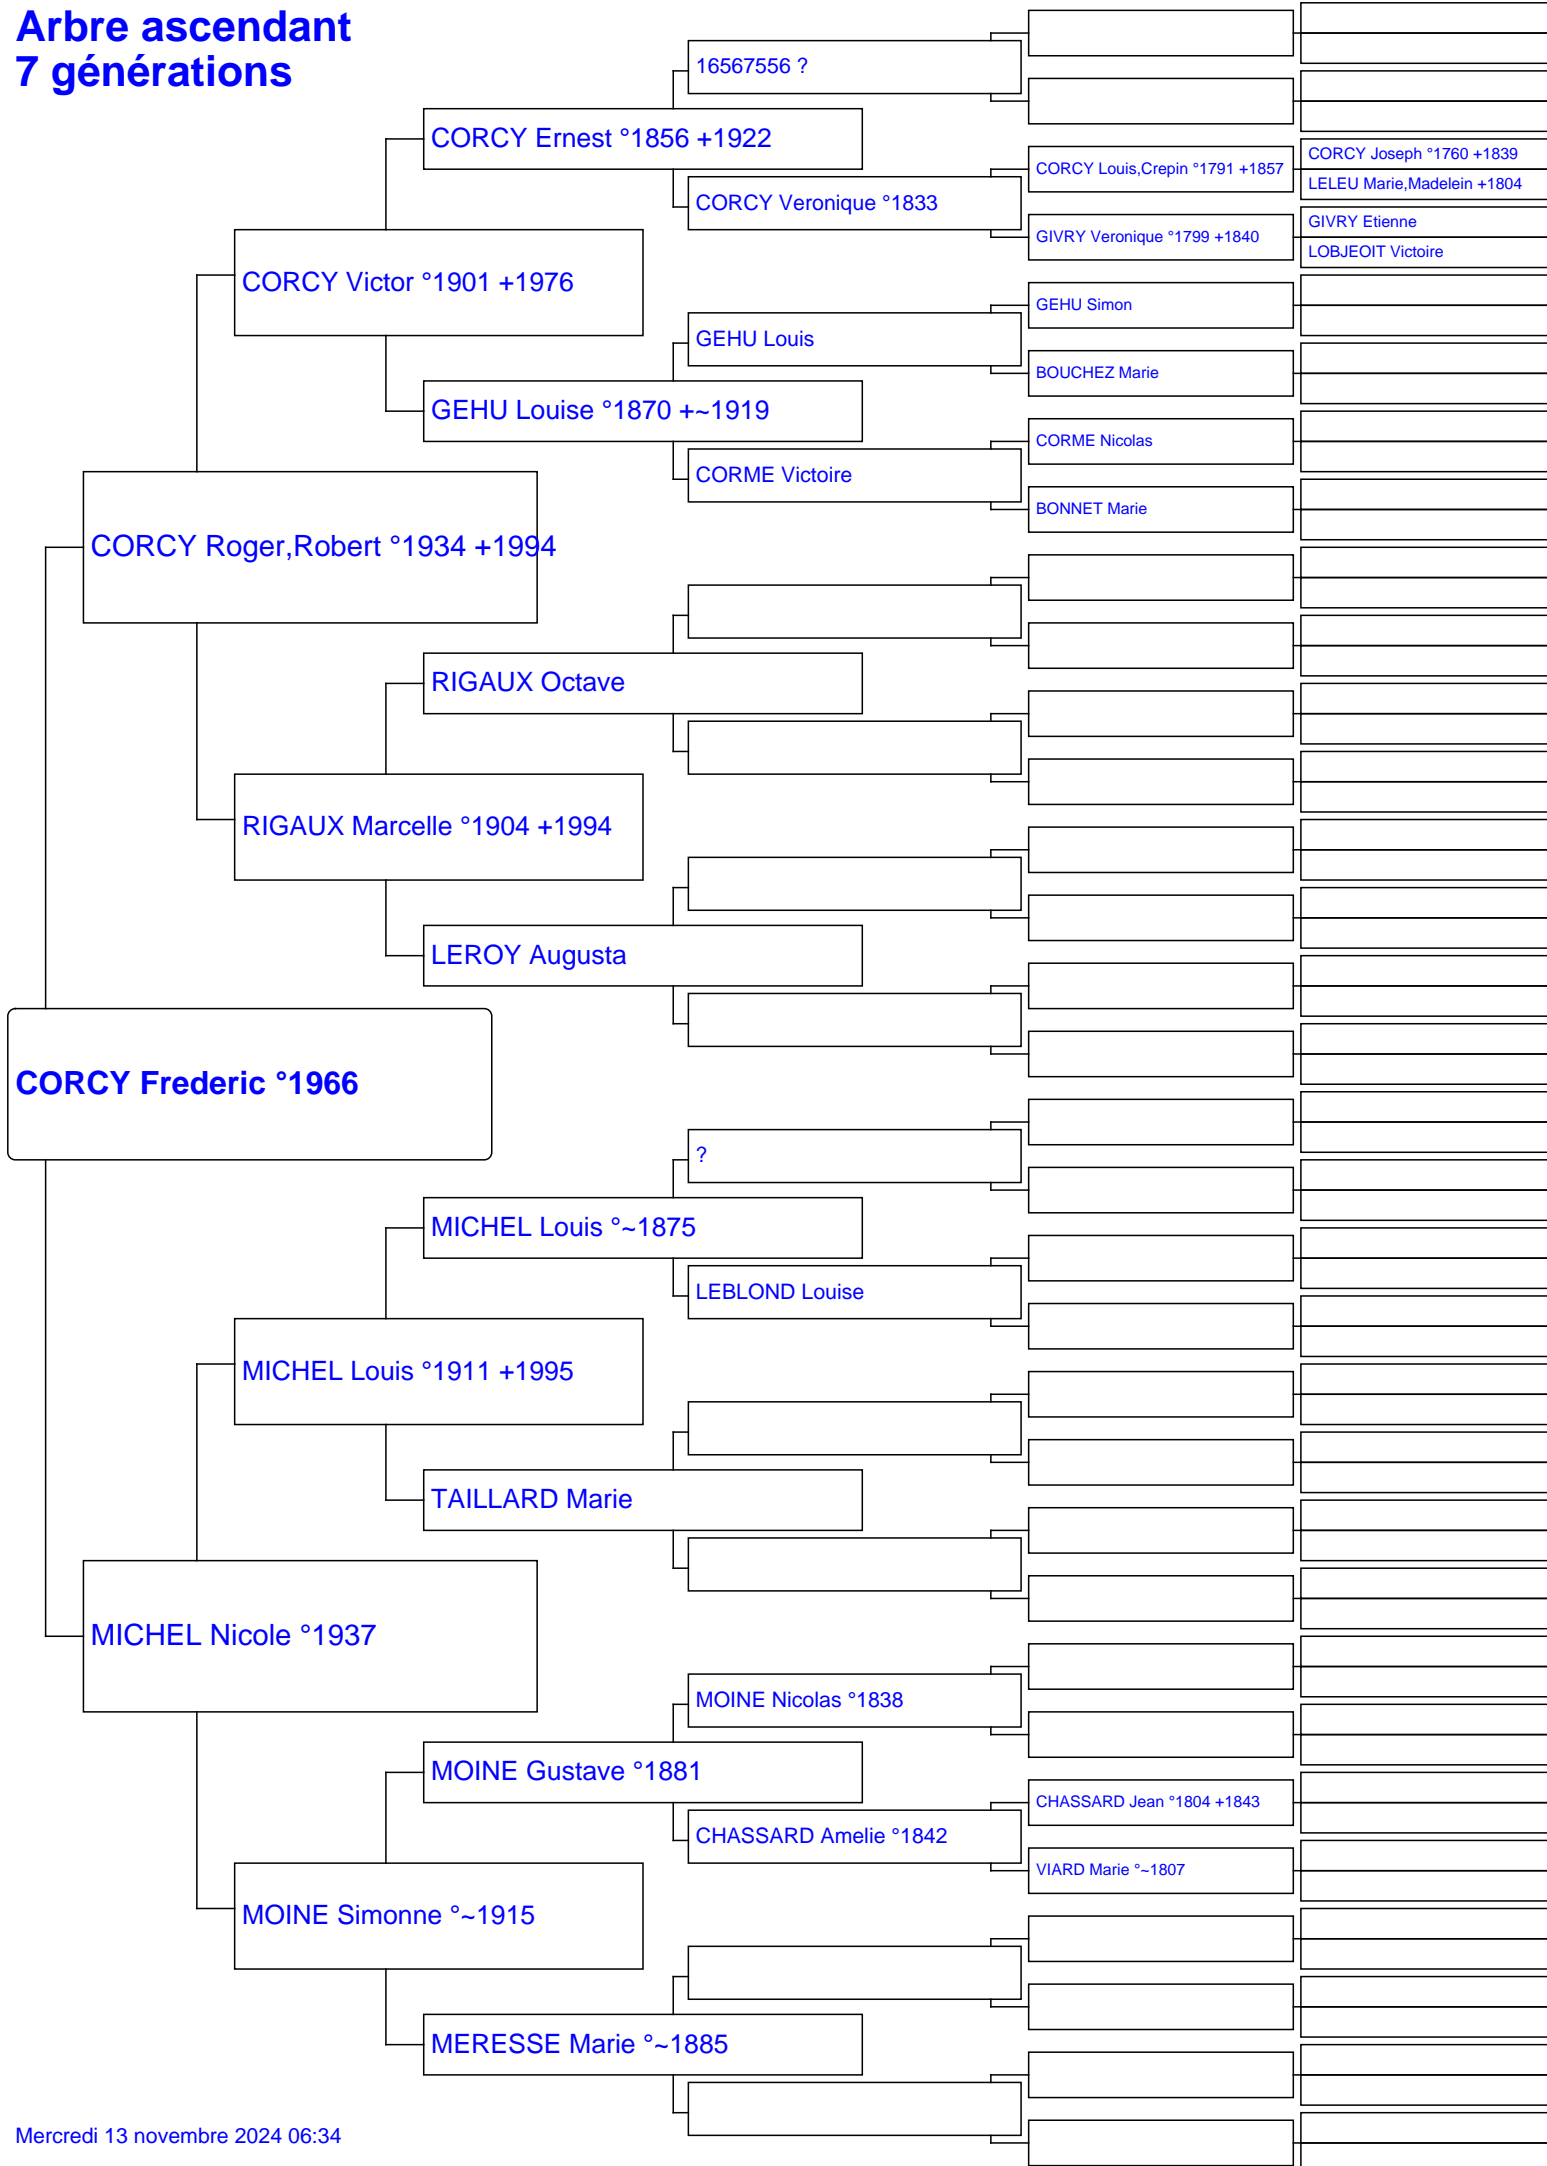 Arbre ascendant
7 générations
16567556 ?
CORCY Ernest °1856 +1922
CORCY Joseph °1760 +1839
CORCY Louis,Crepin °1791 +1857
LELEU Marie,Madelein +1804
CORCY Veronique °1833
GIVRY Etienne
GIVRY Veronique °1799 +1840
LOBJEOIT Victoire
CORCY Victor °1901 +1976
GEHU Simon
GEHU Louis
BOUCHEZ Marie
GEHU Louise °1870 +~1919
CORME Nicolas
CORME Victoire
BONNET Marie
CORCY Roger,Robert °1934 +1994
RIGAUX Octave
RIGAUX Marcelle °1904 +1994
LEROY Augusta
CORCY Frederic °1966
?
MICHEL Louis °~1875
LEBLOND Louise
MICHEL Louis °1911 +1995
TAILLARD Marie
MICHEL Nicole °1937
MOINE Nicolas °1838
MOINE Gustave °1881
CHASSARD Jean °1804 +1843
CHASSARD Amelie °1842
VIARD Marie °~1807
MOINE Simonne °~1915
MERESSE Marie °~1885
Mercredi 13 novembre 2024 06:34